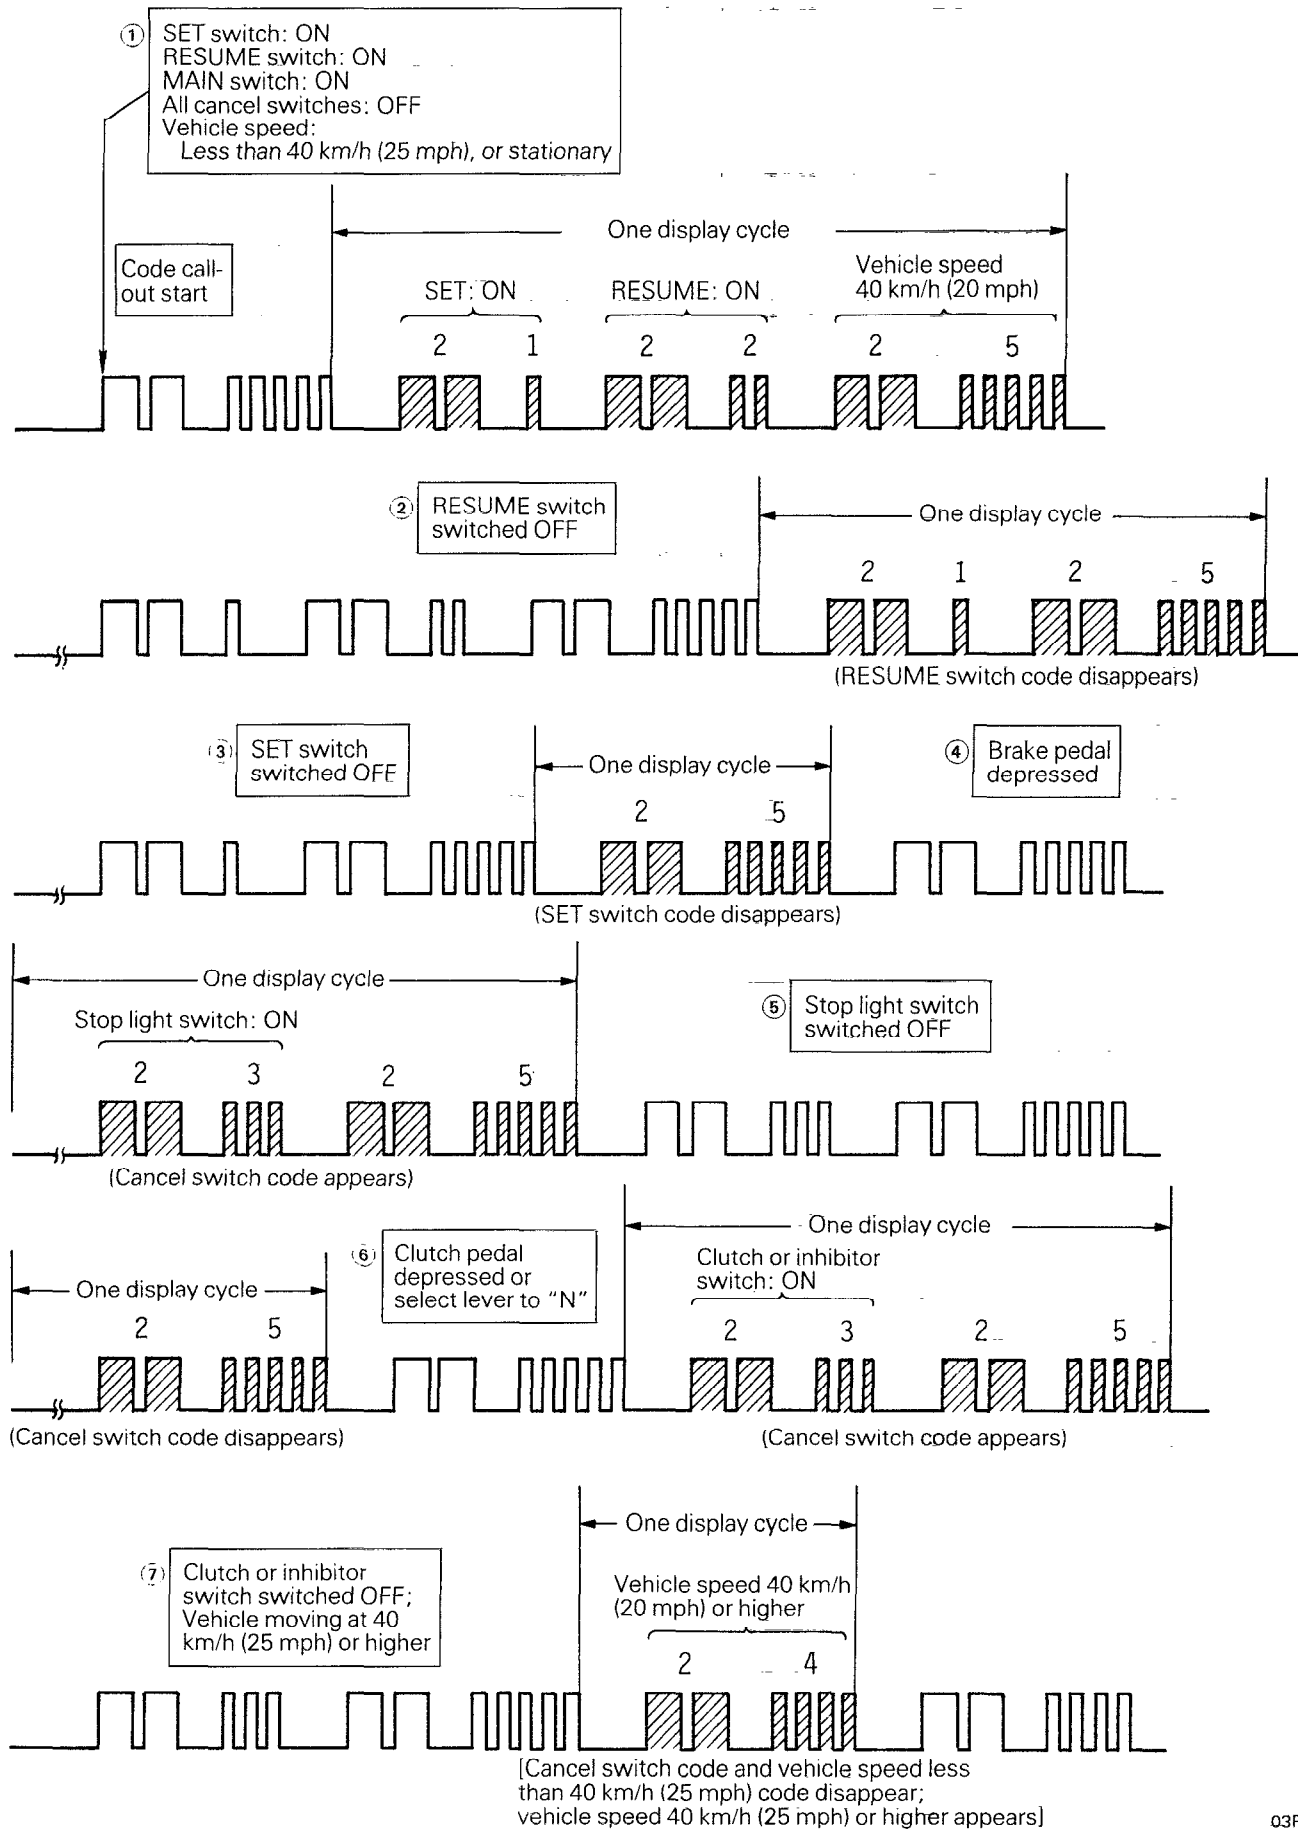 ① SET switch: ON
RESUME switch: ON
MAIN switch: ON
All cancel switches: OFF
Vehicle speed:
Less than 40 km/h (25 mph), or stationary
One display cycle
Code call-
out start
SET: ON
RESUME: ON
Vehicle speed
40 km/h (20 mph)
2 1 2 2 2 5
② RESUME switch
switched OFF
One display cycle
2 1 2 5
(RESUME switch code disappears)
③ SET switch
switched OFF
One display cycle
2 5
④ Brake pedal
depressed
(SET switch code disappears)
One display cycle
Stop light switch: ON
2 3 2 5
⑤ Stop light switch
switched OFF
(Cancel switch code appears)
One display cycle
2 5
⑥ Clutch pedal
depressed or
select lever to "N"
One display cycle
Clutch or inhibitor
switch: ON
2 3 2 5
(Cancel switch code disappears)
(Cancel switch code appears)
⑦ Clutch or inhibitor
switch switched OFF;
Vehicle moving at 40
km/h (25 mph) or higher
One display cycle
Vehicle speed 40 km/h
(20 mph) or higher
2 4
[Cancel switch code and vehicle speed less
than 40 km/h (25 mph) code disappear;
vehicle speed 40 km/h (25 mph) or higher appears]
03F